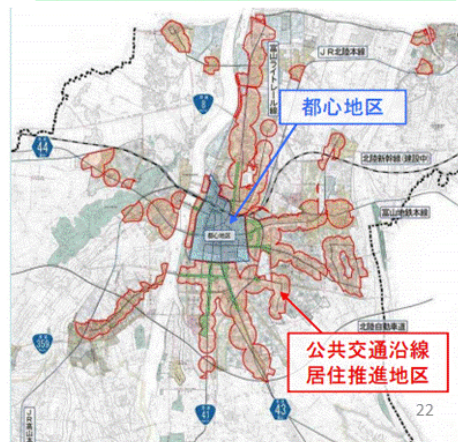 JR北陸本線
富山ライトレール線
8
都心地区
44
北陸新幹線(建設中)
富山地鉄本線
都心地区
北陸自動車道
359
公共交通沿線
居住推進地区
41
43
22